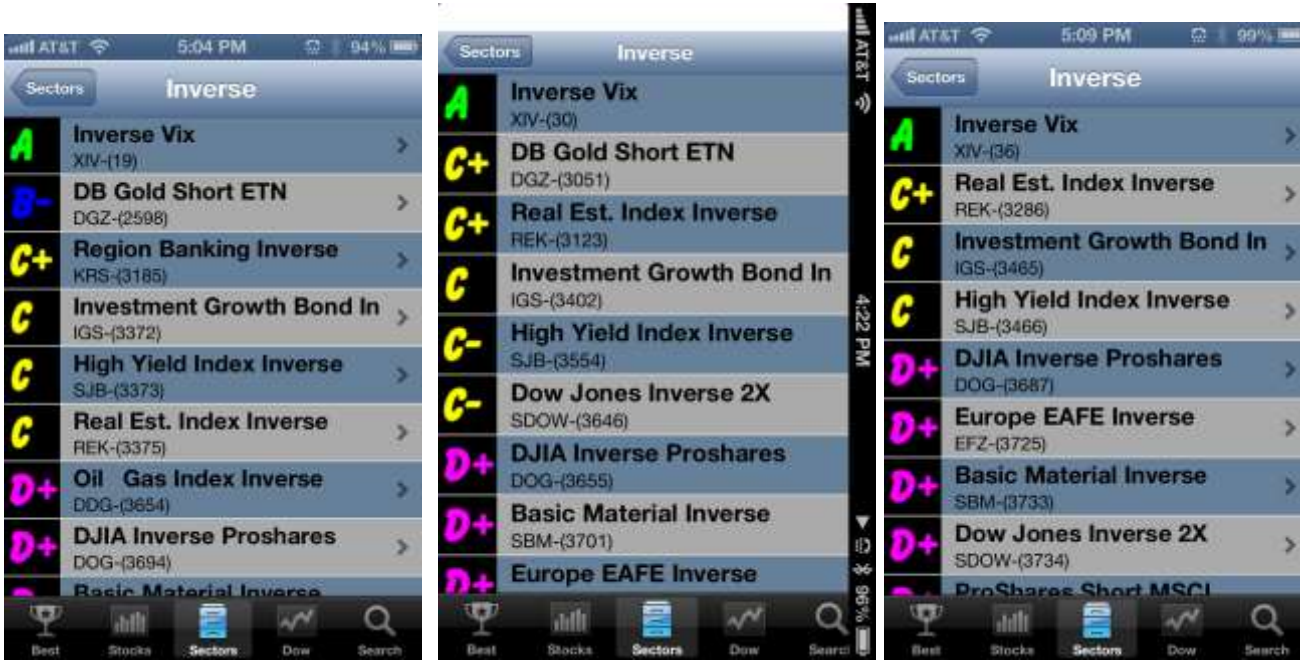 AT&T 5:04 PM 94%
Sectors Inverse
A Inverse Vix
XIV-(19)
B- DB Gold Short ETN
DGZ-(2598)
C+ Region Banking Inverse
KRS-(3185)
C Investment Growth Bond In
IGS-(3372)
C High Yield Index Inverse
SJB-(3373)
C Real Est. Index Inverse
REK-(3375)
D+ Oil Gas Index Inverse
DDG-(3654)
D+ DJIA Inverse Proshares
DOG-(3694)
Basic Material Inverse
Best Stocks Sectors Dow Search
Sectors Inverse
A Inverse Vix
XIV-(30)
C+ DB Gold Short ETN
DGZ-(3051)
C+ Real Est. Index Inverse
REK-(3123)
C Investment Growth Bond In
IGS-(3402)
C- High Yield Index Inverse
SJB-(3554)
C- Dow Jones Inverse 2X
SDOW-(3646)
D+ DJIA Inverse Proshares
DOG-(3655)
D+ Basic Material Inverse
SBM-(3701)
D+ Europe EAFE Inverse
Best Stocks Sectors Dow Searcl
AT&T 4:22 PM 96%
AT&T 5:09 PM 99%
Sectors Inverse
A Inverse Vix
XIV-(36)
C+ Real Est. Index Inverse
REK-(3286)
C Investment Growth Bond In
IGS-(3465)
C High Yield Index Inverse
SJB-(3466)
D+ DJIA Inverse Proshares
DOG-(3687)
D+ Europe EAFE Inverse
EFZ-(3725)
D+ Basic Material Inverse
SBM-(3733)
D+ Dow Jones Inverse 2X
SDOW-(3734)
ProShares Short MSCI
Best Stocks Sectors Dow Search